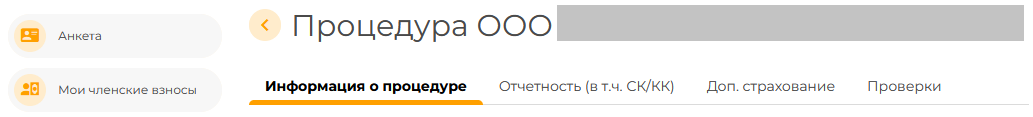 Анкета
Мои членские взносы
Процедура ООО
Информация о процедуре
Отчетность (в т.ч. СК/КК)
Доп. страхование
Проверки